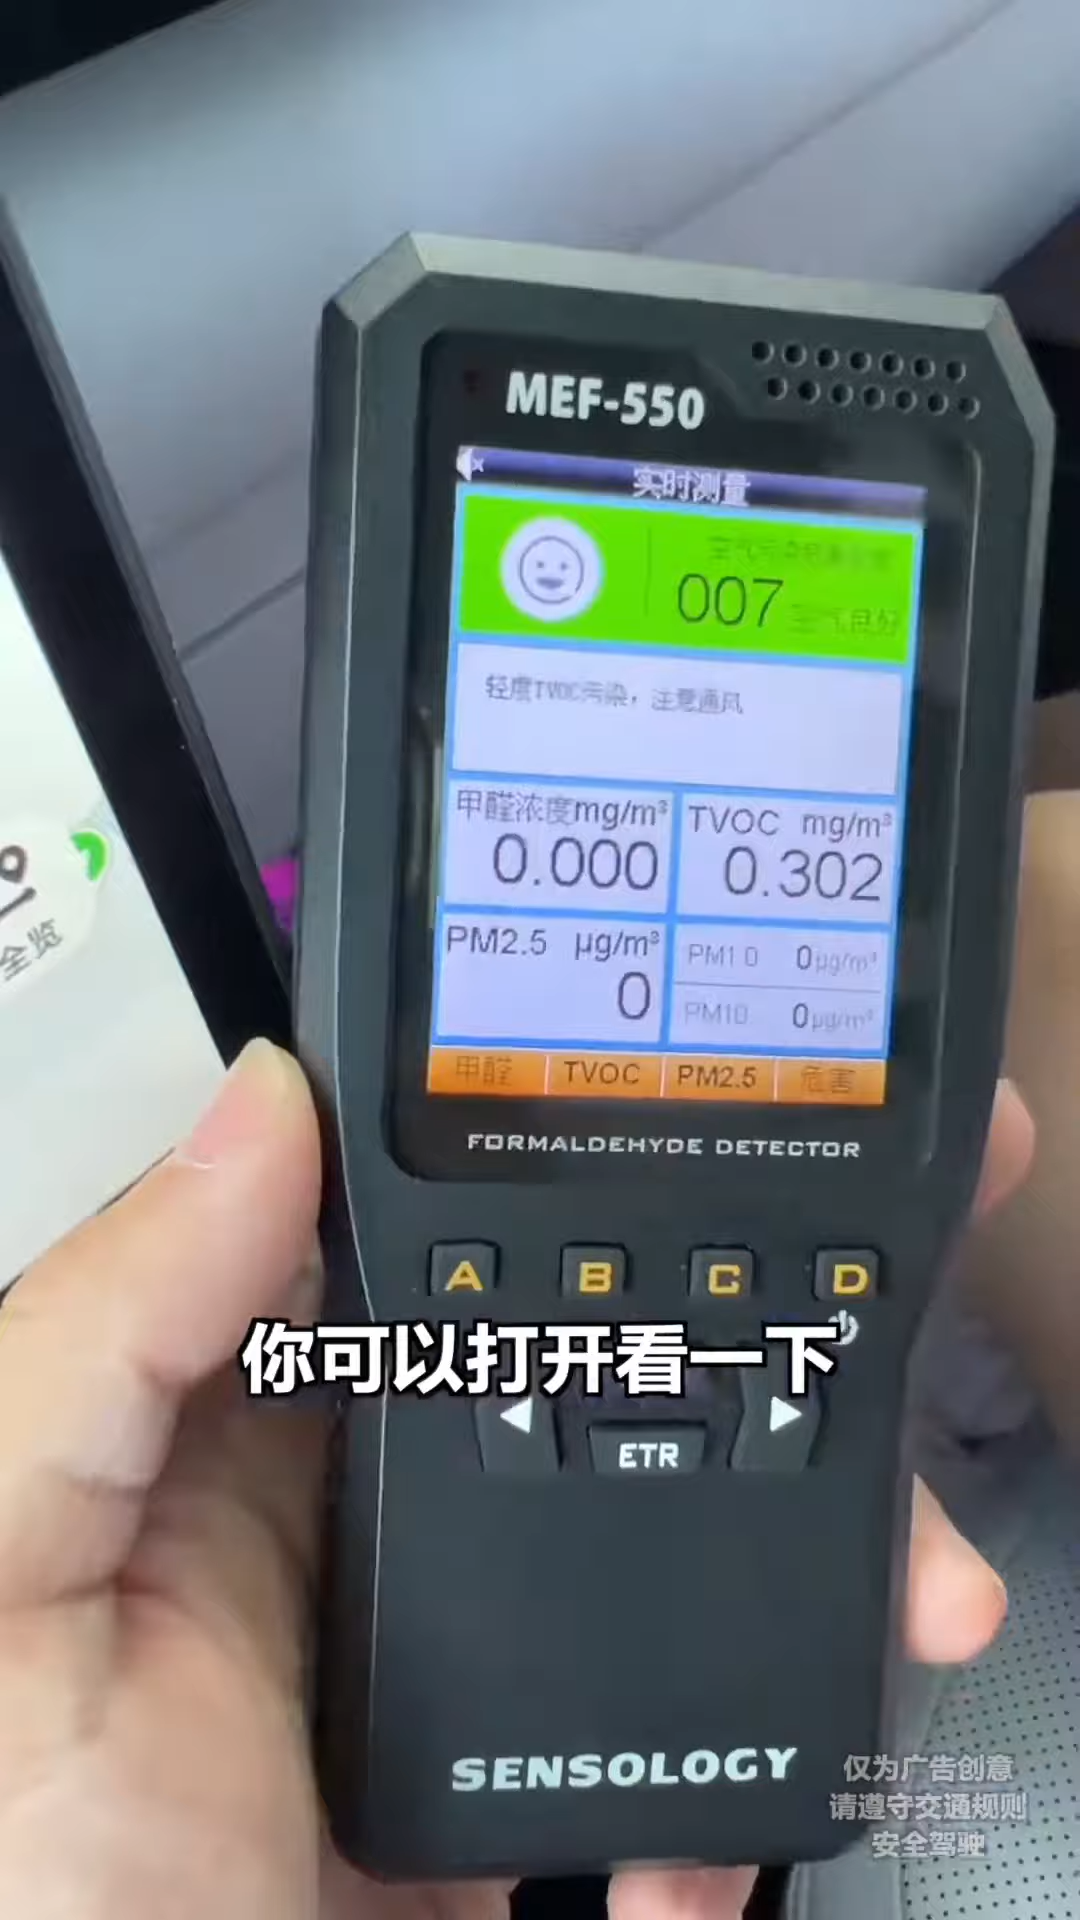 MEF-550
实时测量
007 空气良好
轻度TVOC污染，注意通风
甲醛浓度mg/m³
0.000
TVOC mg/m³
0.302
PM2.5 μg/m³
0
PM1.0 0μg/m³
PM10 0μg/m³
甲醛 TVOC PM2.5 危害
FORMALDEHYDE DETECTOR
A B C D
你可以打开看一下
ETR
SENSOLOGY
全览
仅为广告创意
请遵守交通规则
安全驾驶